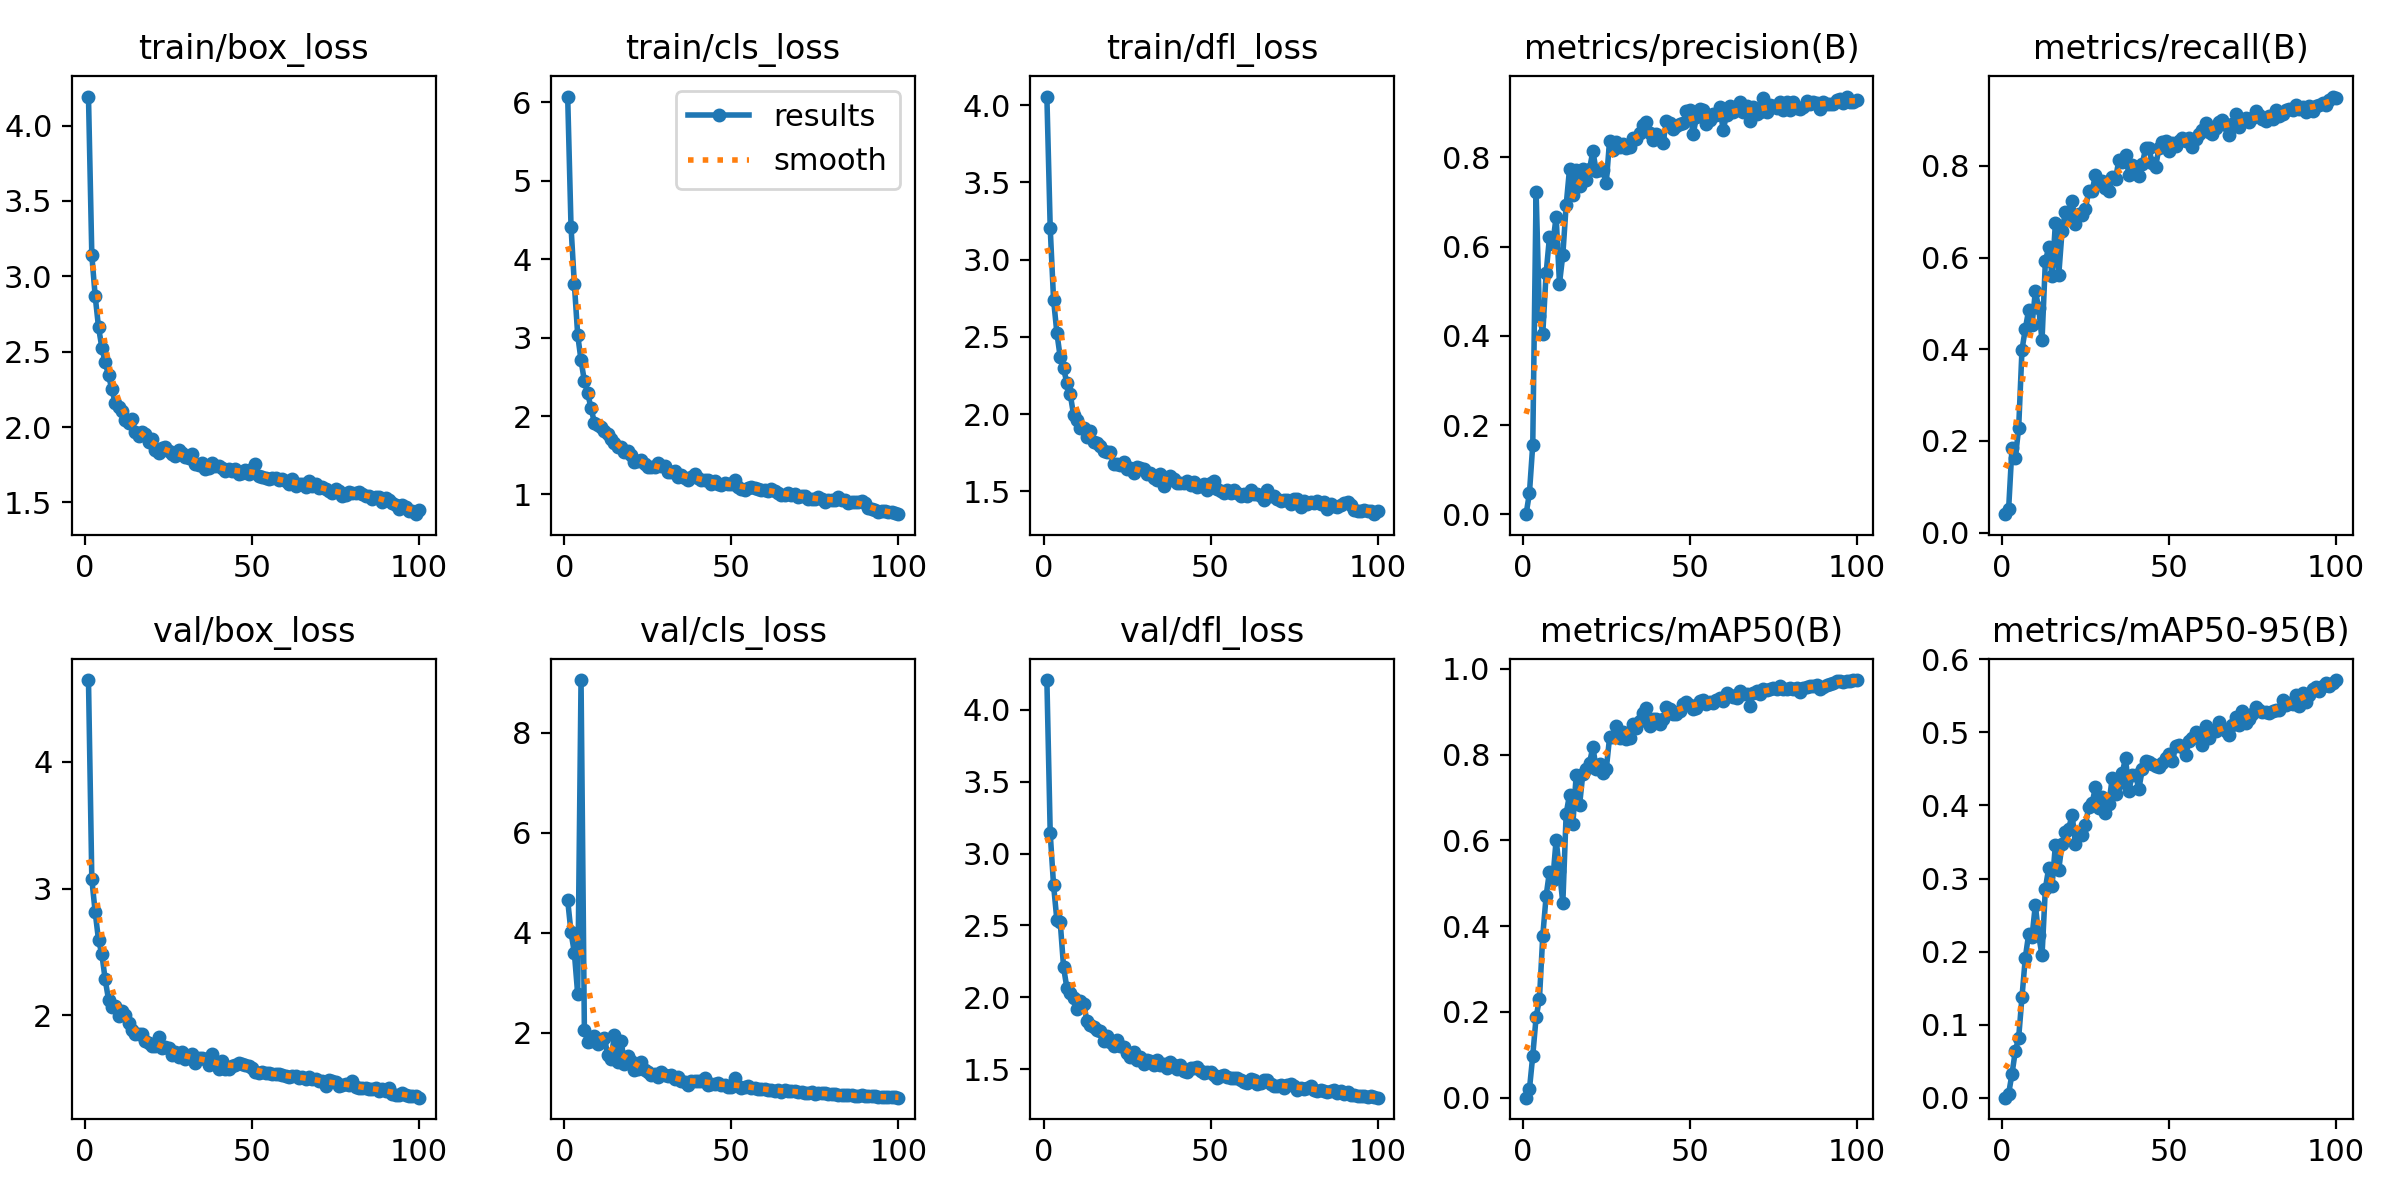 train/box_loss
4.0
3.5
3.0
2.5
2.0
1.5
0 50 100
train/cls_loss
results
smooth
6
5
4
3
2
1
0 50 100
train/dfl_loss
4.0
3.5
3.0
2.5
2.0
1.5
0 50 100
metrics/precision(B)
0.8
0.6
0.4
0.2
0.0
0 50 100
metrics/recall(B)
0.8
0.6
0.4
0.2
0.0
0 50 100
val/box_loss
4
3
2
0 50 100
val/cls_loss
8
6
4
2
0 50 100
val/dfl_loss
4.0
3.5
3.0
2.5
2.0
1.5
0 50 100
metrics/mAP50(B)
1.0
0.8
0.6
0.4
0.2
0.0
0 50 100
metrics/mAP50-95(B)
0.6
0.5
0.4
0.3
0.2
0.1
0.0
0 50 100